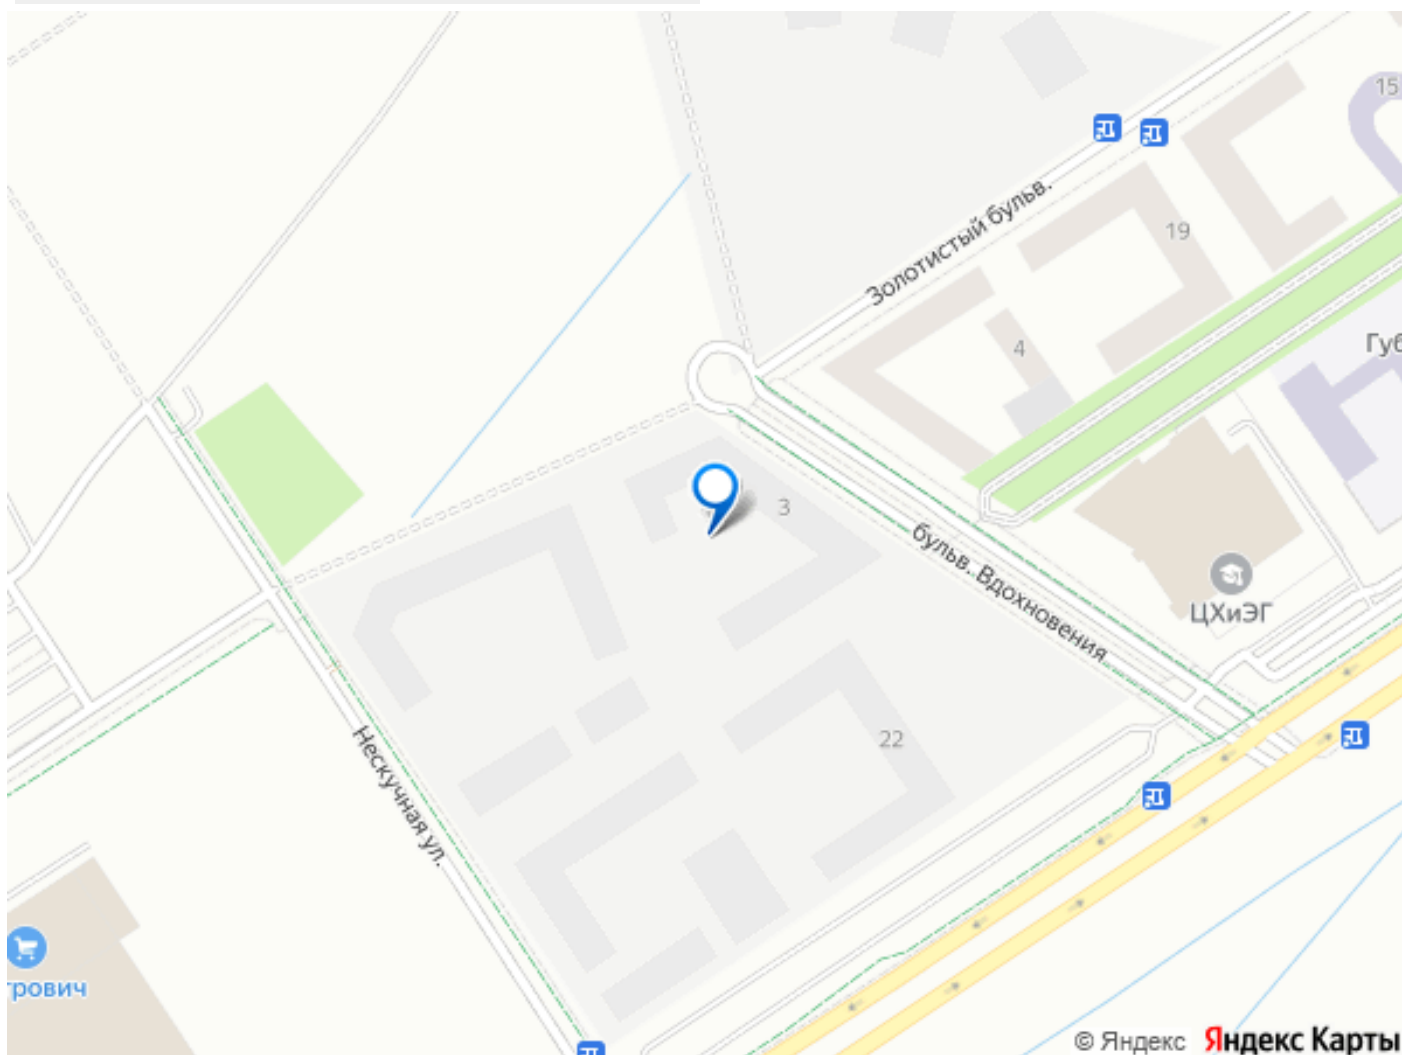 15
Золотистый бульв.
19
4
Губ
3
бульв. Вдохновения
ЦХиЭГ
22
Нескучная ул.
трович
© Яндекс Яндекс Карты